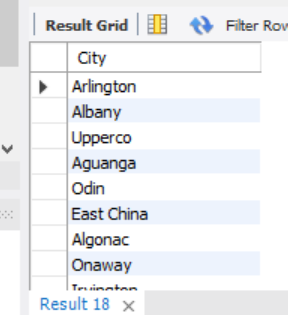 Result Grid Filter Row
City
Arlington
Albany
Upperco
Aguanga
Odin
East China
Algonac
Onaway
Result 18